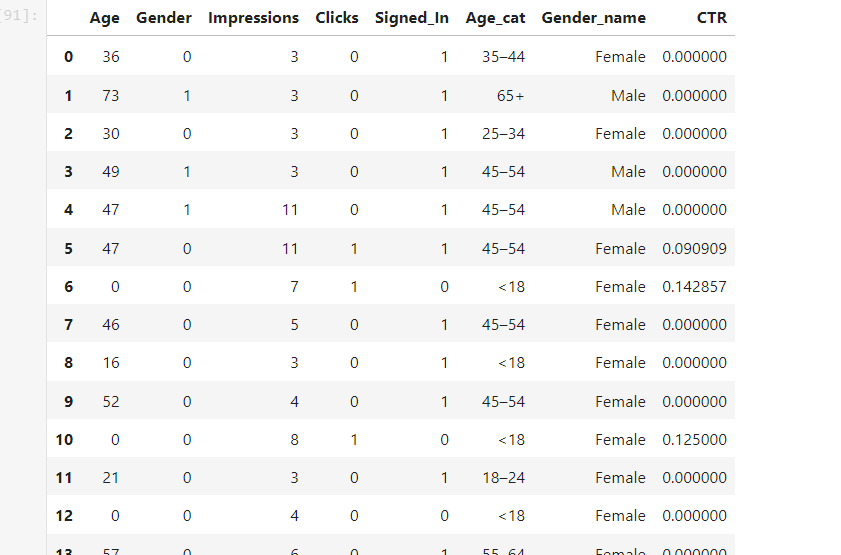 [91]:
Age Gender Impressions Clicks Signed_In Age_cat Gender_name CTR
0 36 0 3 0 1 35–44 Female 0.000000
1 73 1 3 0 1 65+ Male 0.000000
2 30 0 3 0 1 25–34 Female 0.000000
3 49 1 3 0 1 45–54 Male 0.000000
4 47 1 11 0 1 45–54 Male 0.000000
5 47 0 11 1 1 45–54 Female 0.090909
6 0 0 7 1 0 <18 Female 0.142857
7 46 0 5 0 1 45–54 Female 0.000000
8 16 0 3 0 1 <18 Female 0.000000
9 52 0 4 0 1 45–54 Female 0.000000
10 0 0 8 1 0 <18 Female 0.125000
11 21 0 3 0 1 18–24 Female 0.000000
12 0 0 4 0 0 <18 Female 0.000000
13 57 0 6 0 1 55–64 Female 0.000000